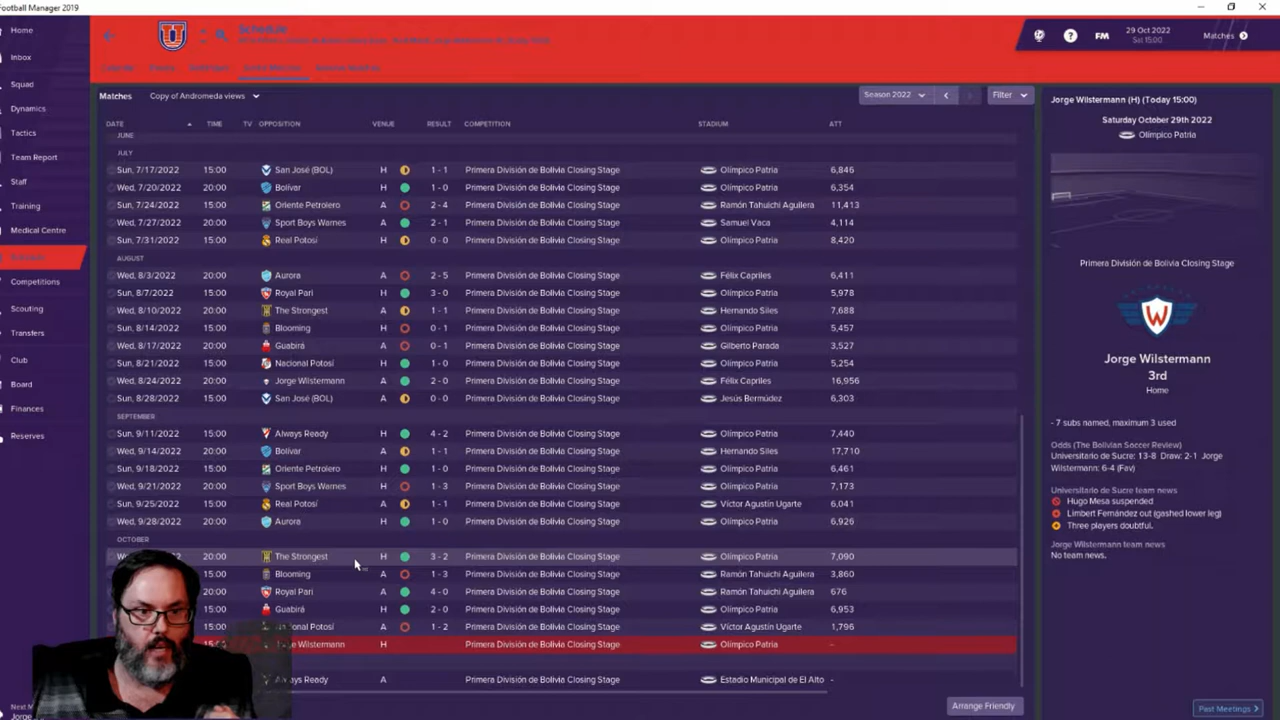 Football Manager 2019
29 Oct 2022
Sat 15:00
FM
Matches
Home
Inbox
Squad
Dynamics
Tactics
Team Report
Staff
Training
Medical Centre
Competitions
Scouting
Transfers
Club
Board
Finances
Reserves
Matches Copy of Andromeda views Season 2022 Filter
DATE TIME TV OPPOSITION VENUE RESULT COMPETITION STADIUM ATT
JUNE
JULY
Sun, 7/17/2022 15:00 San José (BOL) H 1 - 1 Primera División de Bolivia Closing Stage Olímpico Patria 6,846
Wed, 7/20/2022 20:00 Bolívar H 1 - 0 Primera División de Bolivia Closing Stage Olímpico Patria 6,354
Sun, 7/24/2022 15:00 Oriente Petrolero A 2 - 4 Primera División de Bolivia Closing Stage Ramón Tahuichi Aguilera 11,413
Wed, 7/27/2022 20:00 Sport Boys Warnes A 2 - 1 Primera División de Bolivia Closing Stage Samuel Vaca 4,114
Sun, 7/31/2022 15:00 Real Potosí H 0 - 0 Primera División de Bolivia Closing Stage Olímpico Patria 8,420
AUGUST
Wed, 8/3/2022 20:00 Aurora A 2 - 5 Primera División de Bolivia Closing Stage Félix Capriles 6,411
Sun, 8/7/2022 15:00 Royal Pari H 3 - 0 Primera División de Bolivia Closing Stage Olímpico Patria 5,978
Wed, 8/10/2022 20:00 The Strongest A 1 - 1 Primera División de Bolivia Closing Stage Hernando Siles 7,688
Sun, 8/14/2022 15:00 Blooming H 0 - 1 Primera División de Bolivia Closing Stage Olímpico Patria 5,457
Wed, 8/17/2022 20:00 Guabirá A 0 - 1 Primera División de Bolivia Closing Stage Gilberto Parada 3,527
Sun, 8/21/2022 15:00 Nacional Potosí H 1 - 0 Primera División de Bolivia Closing Stage Olímpico Patria 5,254
Wed, 8/24/2022 20:00 Jorge Wilstermann A 2 - 0 Primera División de Bolivia Closing Stage Félix Capriles 16,956
Sun, 8/28/2022 15:00 San José (BOL) A 0 - 0 Primera División de Bolivia Closing Stage Jesús Bermúdez 6,303
SEPTEMBER
Sun, 9/11/2022 15:00 Always Ready H 4 - 2 Primera División de Bolivia Closing Stage Olímpico Patria 7,440
Wed, 9/14/2022 20:00 Bolívar A 1 - 1 Primera División de Bolivia Closing Stage Hernando Siles 17,710
Sun, 9/18/2022 15:00 Oriente Petrolero H 1 - 0 Primera División de Bolivia Closing Stage Olímpico Patria 6,461
Wed, 9/21/2022 20:00 Sport Boys Warnes H 1 - 3 Primera División de Bolivia Closing Stage Olímpico Patria 7,173
Sun, 9/25/2022 15:00 Real Potosí A 1 - 1 Primera División de Bolivia Closing Stage Víctor Agustín Ugarte 6,041
Wed, 9/28/2022 20:00 Aurora H 1 - 0 Primera División de Bolivia Closing Stage Olímpico Patria 6,926
OCTOBER
20:00 The Strongest H 3 - 2 Primera División de Bolivia Closing Stage Olímpico Patria 7,090
15:00 Blooming A 1 - 3 Primera División de Bolivia Closing Stage Ramón Tahuichi Aguilera 3,860
20:00 Royal Pari A 4 - 0 Primera División de Bolivia Closing Stage Ramón Tahuichi Aguilera 676
15:00 Guabirá H 2 - 0 Primera División de Bolivia Closing Stage Olímpico Patria 6,953
Potosí A 1 - 2 Primera División de Bolivia Closing Stage Víctor Agustín Ugarte 1,796
Wilstermann H Primera División de Bolivia Closing Stage Olímpico Patria -
Ready A Primera División de Bolivia Closing Stage Estadio Municipal de El Alto -
Arrange Friendly
Jorge Wilstermann (H) (Today 15:00)
Saturday October 29th 2022
Olímpico Patria
Primera División de Bolivia Closing Stage
W
Jorge Wilstermann
3rd
Home
- 7 subs named, maximum 3 used
Odds (The Bolivian Soccer Review)
Universitario de Sucre: 13-8 Draw: 2-1 Jorge
Wilstermann: 6-4 (Fav)
Universitario de Sucre team news
Hugo Mesa suspended
Limbert Fernández out (gashed lower leg)
Three players doubtful.
Jorge Wilstermann team news
No team news.
Past Meetings